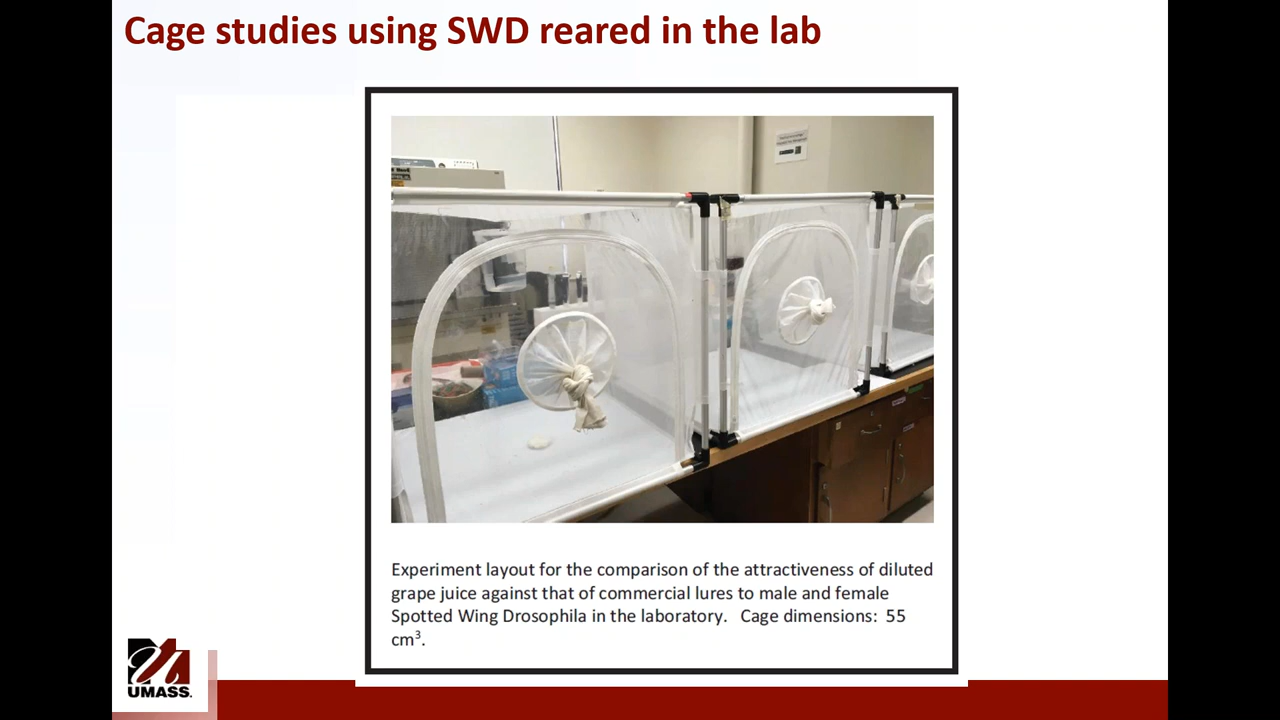 Cage studies using SWD reared in the lab
Experiment layout for the comparison of the attractiveness of diluted
grape juice against that of commercial lures to male and female
Spotted Wing Drosophila in the laboratory. Cage dimensions: 55
cm³.
UMASS.